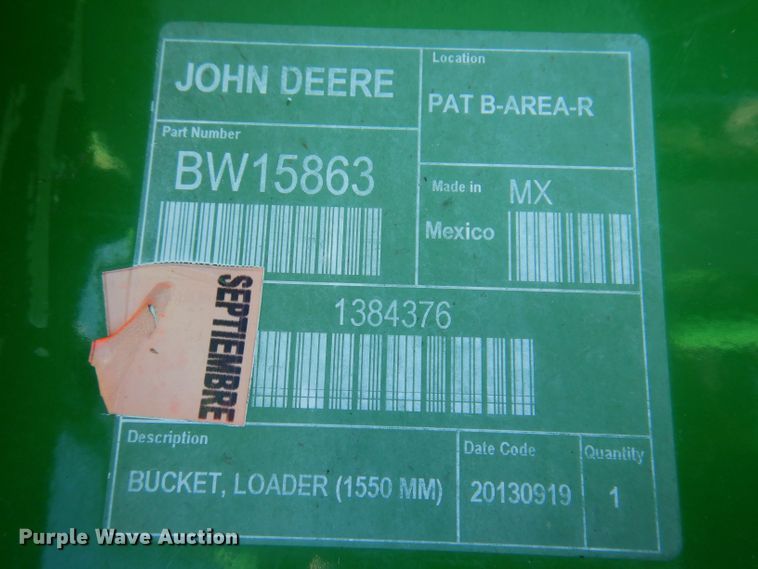 JOHN DEERE
Location
PAT B-AREA-R
Part Number
BW15863
Made in
MX
Mexico
SEPTIEMBRE
1384376
Description
BUCKET, LOADER (1550 MM)
Date Code
20130919
Quantity
1
Purple Wave Auction